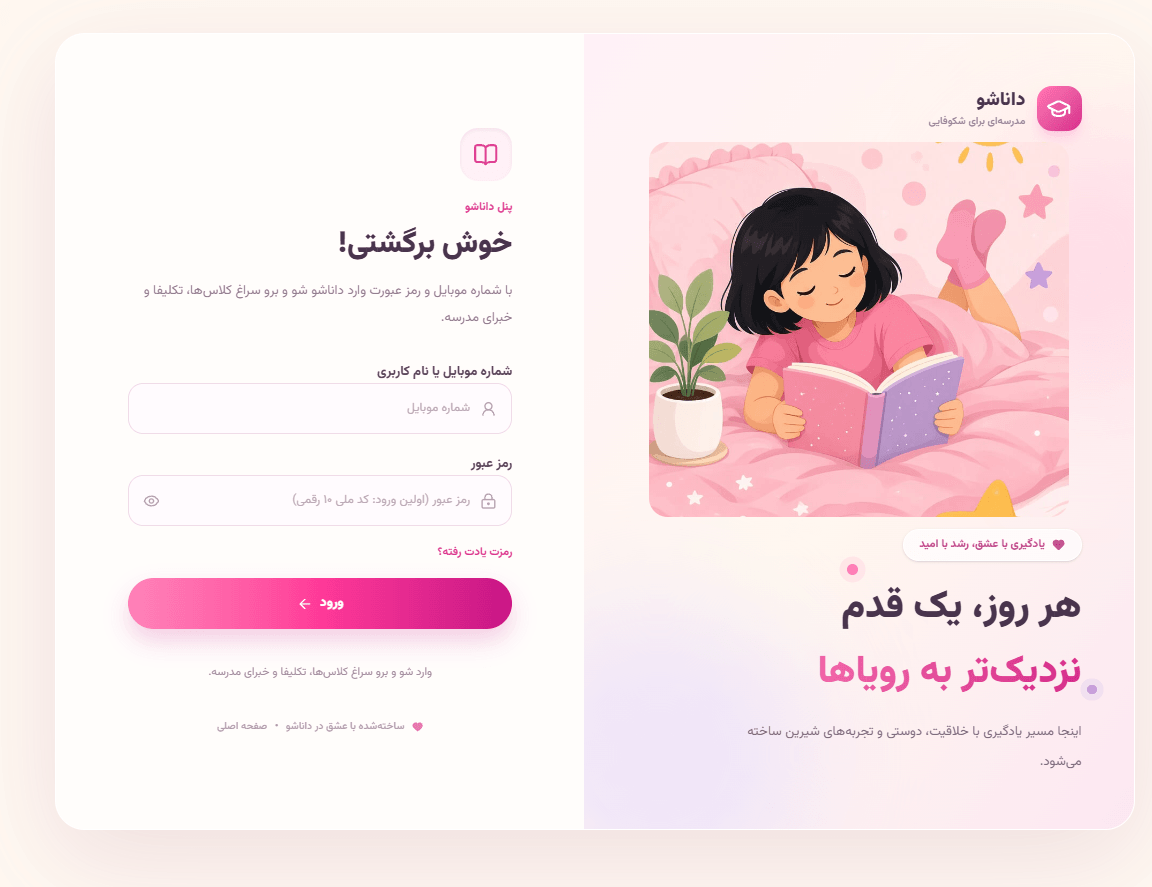 داناشو
مدرسه‌ای برای شکوفایی
یادگیری با عشق، رشد با امید
هر روز، یک قدم
نزدیک‌تر به رویاها
اینجا مسیر یادگیری با خلاقیت، دوستی و تجربه‌های شیرین ساخته
می‌شود.
پنل داناشو
خوش برگشتی!
با شماره موبایل و رمز عبورت وارد داناشو شو و برو سراغ کلاس‌ها، تکلیفا و
خبرای مدرسه.
شماره موبایل یا نام کاربری
شماره موبایل
رمز عبور
رمز عبور (اولین ورود: کد ملی ۱۰ رقمی)
رمزت یادت رفته؟
ورود
وارد شو و برو سراغ کلاس‌ها، تکلیفا و خبرای مدرسه.
ساخته‌شده با عشق در داناشو • صفحه اصلی